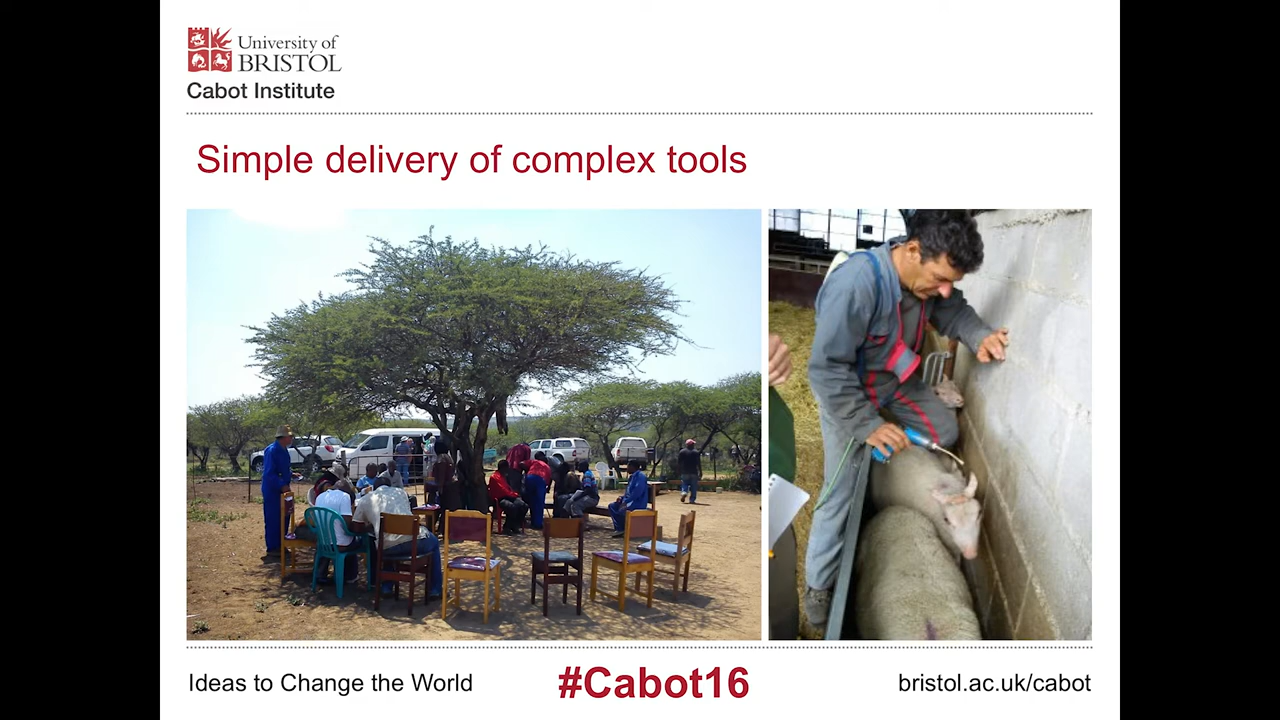 University of
BRISTOL
Cabot Institute
Simple delivery of complex tools
Ideas to Change the World
#Cabot16
bristol.ac.uk/cabot